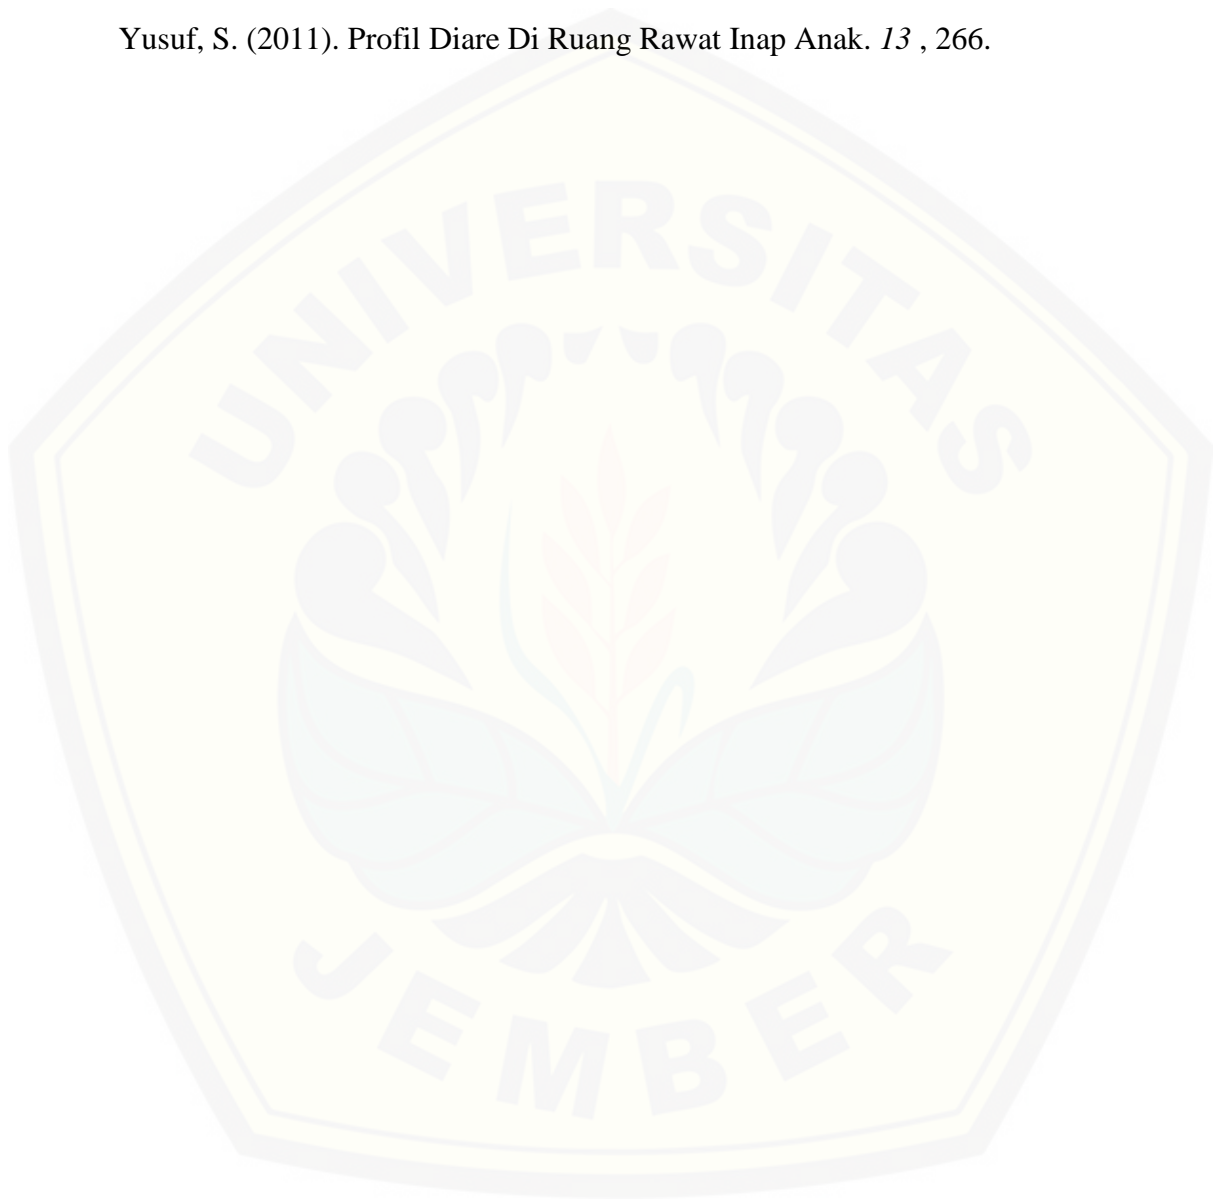 Yusuf, S. (2011). Profil Diare Di Ruang Rawat Inap Anak. 13 , 266.
UNIVERSITAS
JEMBER